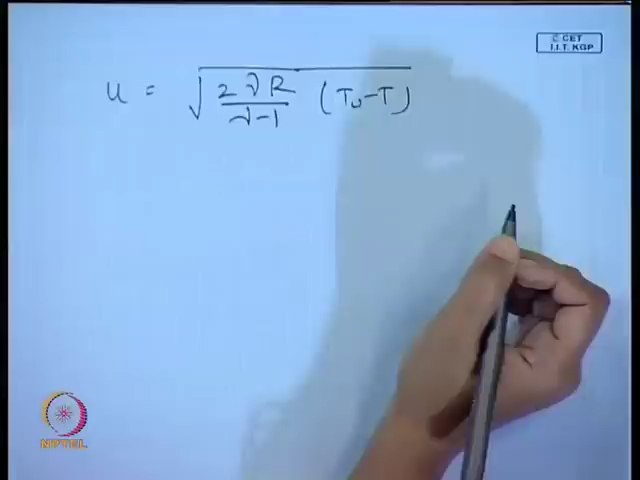 © CET
I.I.T. KGP
u = √(2γR/(γ-1) (T₀-T))
NPTEL